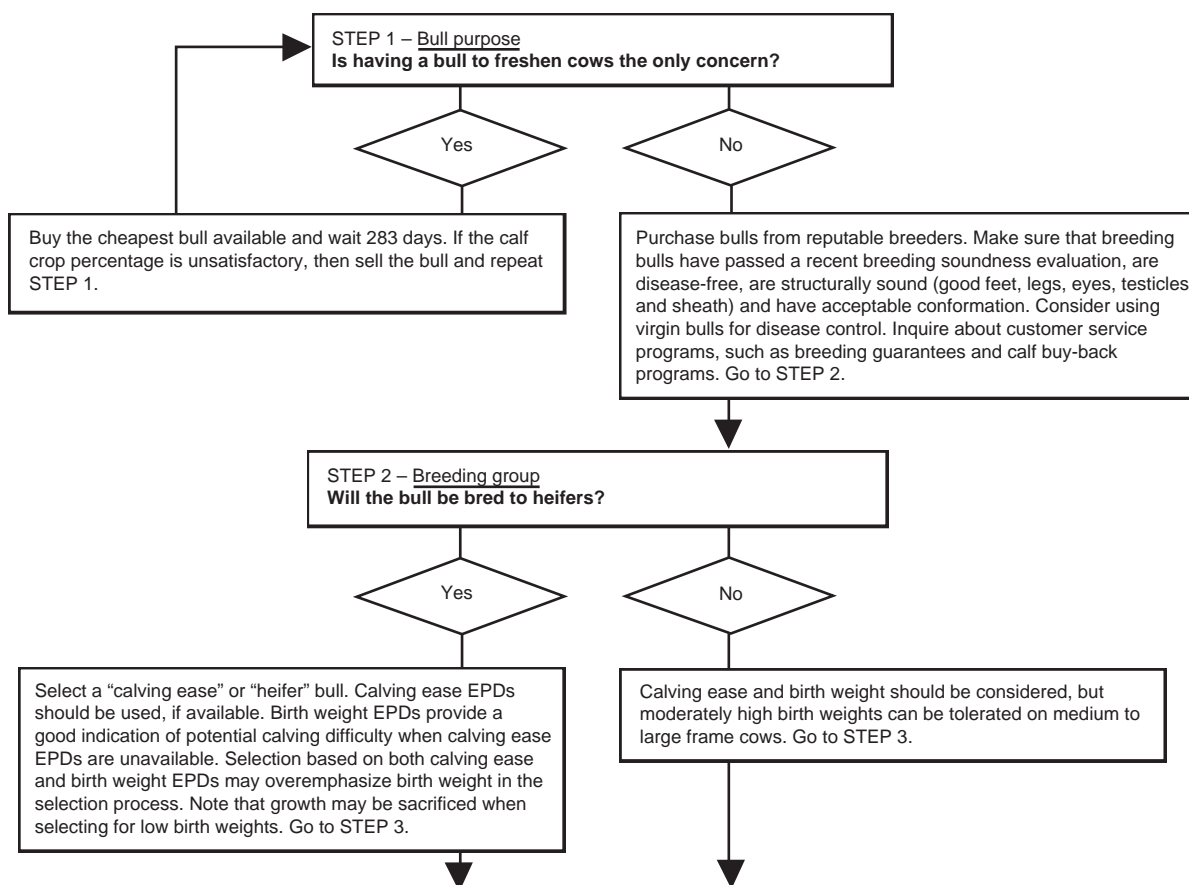 STEP 1 – Bull purpose
Is having a bull to freshen cows the only concern?
Yes
No
Buy the cheapest bull available and wait 283 days. If the calf
crop percentage is unsatisfactory, then sell the bull and repeat
STEP 1.
Purchase bulls from reputable breeders. Make sure that breeding
bulls have passed a recent breeding soundness evaluation, are
disease-free, are structurally sound (good feet, legs, eyes, testicles
and sheath) and have acceptable conformation. Consider using
virgin bulls for disease control. Inquire about customer service
programs, such as breeding guarantees and calf buy-back
programs. Go to STEP 2.
STEP 2 – Breeding group
Will the bull be bred to heifers?
Yes
No
Select a “calving ease” or “heifer” bull. Calving ease EPDs
should be used, if available. Birth weight EPDs provide a
good indication of potential calving difficulty when calving ease
EPDs are unavailable. Selection based on both calving ease
and birth weight EPDs may overemphasize birth weight in the
selection process. Note that growth may be sacrificed when
selecting for low birth weights. Go to STEP 3.
Calving ease and birth weight should be considered, but
moderately high birth weights can be tolerated on medium to
large frame cows. Go to STEP 3.